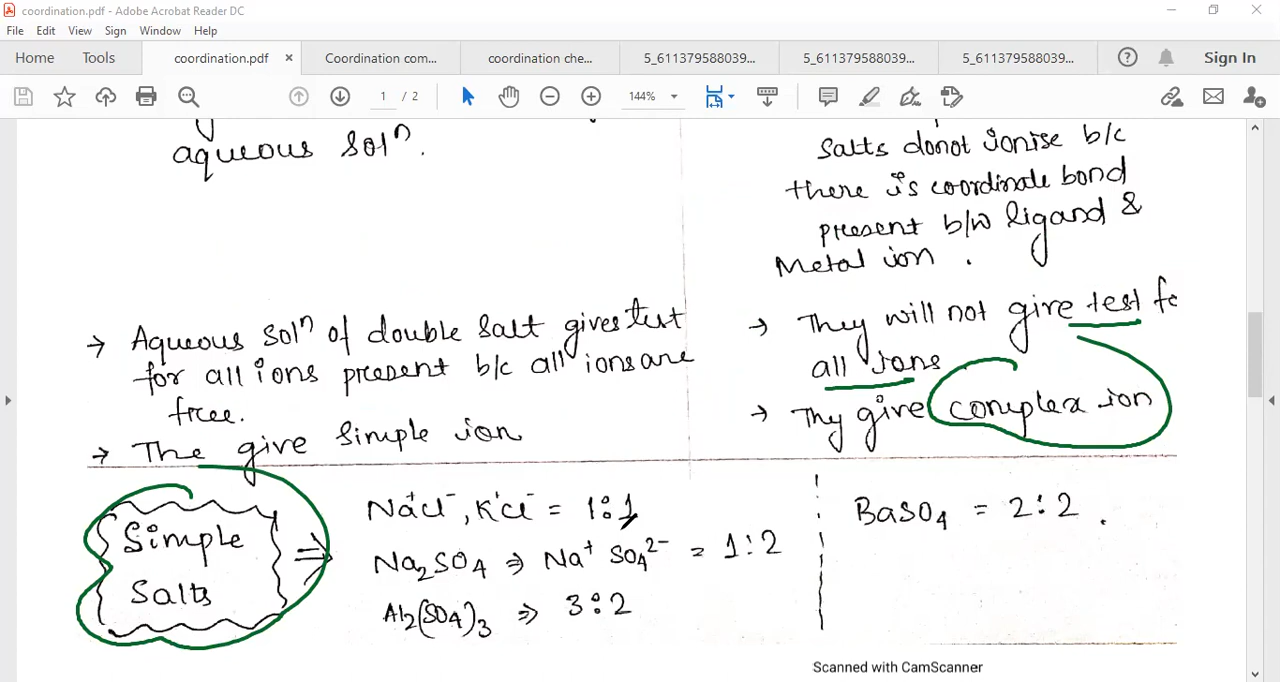 coordination.pdf - Adobe Acrobat Reader DC
File Edit View Sign Window Help
Home Tools coordination.pdf × Coordination com... coordination che... 5_611379588039... 5_611379588039... 5_611379588039... Sign In
1 / 2 144%
aqueous solⁿ.
Salts donot ionise b/c
there is coordinate bond
present b/w ligand &
Metal ion .
→ Aqueous solⁿ of double salt gives test
for all ions present b/c all ions are
free.
→ The give simple ion
→ They will not give test fo
all ions
→ Thy give complex ion
Simple
Salts
⇒
Na⁺Cl⁻, K⁺Cl⁻ = 1:1
Na₂SO₄ ⇒ Na⁺ SO₄²⁻ = 1:2
Al₂(SO₄)₃ ⇒ 3:2
BaSO₄ = 2:2 .
Scanned with CamScanner